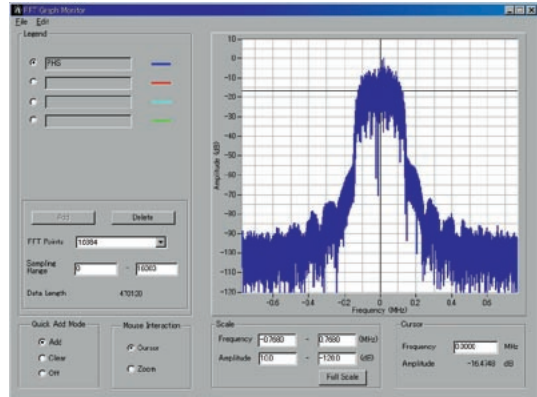 FFT Graph Monitor
File Edit
Legend
PHS
Add Delete
FFT Points 16384
Sampling Range 0 - 16383
Data Length
Quick Add Mode
Add
Clear
Off
Mouse Interaction
Cursor
Zoom
10
0
-10
-20
-30
-40
-50
-60
-70
-80
-90
-100
-110
-120
Amplitude (dB)
-0.6 -0.4 -0.2 0 0.2 0.4 0.6
Frequency (MHz)
Scale
Frequency -0.7680 - 0.7680 (MHz)
Amplitude 10.0 - -120.0 (dB)
Full Scale
Cursor
Frequency 0.0000 MHz
Amplitude dB